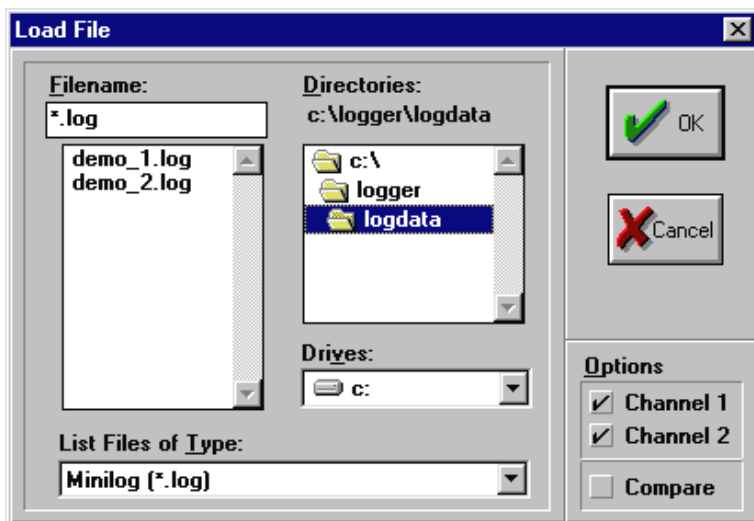 Load File
Filename:
*.log
demo_1.log
demo_2.log
Directories:
c:\logger\logdata
c:\
logger
logdata
Drives:
c:
List Files of Type:
Minilog (*.log)
OK
Cancel
Options
Channel 1
Channel 2
Compare